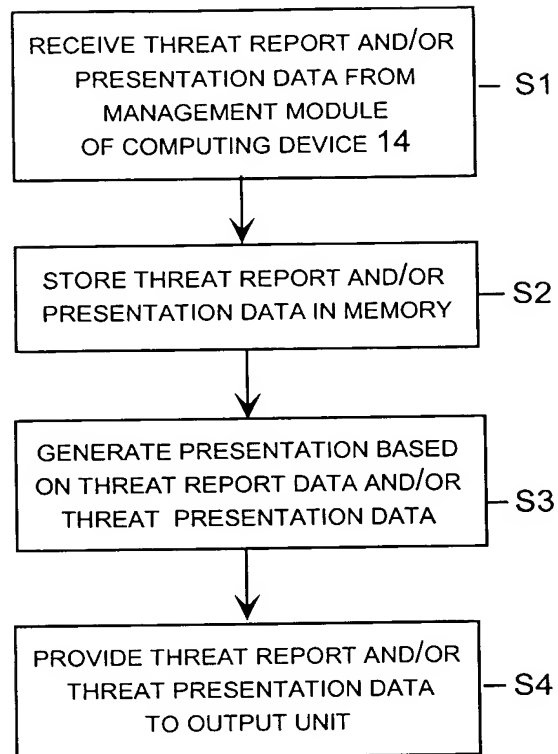 RECEIVE THREAT REPORT AND/OR
PRESENTATION DATA FROM
MANAGEMENT MODULE
OF COMPUTING DEVICE 14
S1
STORE THREAT REPORT AND/OR
PRESENTATION DATA IN MEMORY
S2
GENERATE PRESENTATION BASED
ON THREAT REPORT DATA AND/OR
THREAT PRESENTATION DATA
S3
PROVIDE THREAT REPORT AND/OR
THREAT PRESENTATION DATA
TO OUTPUT UNIT
S4